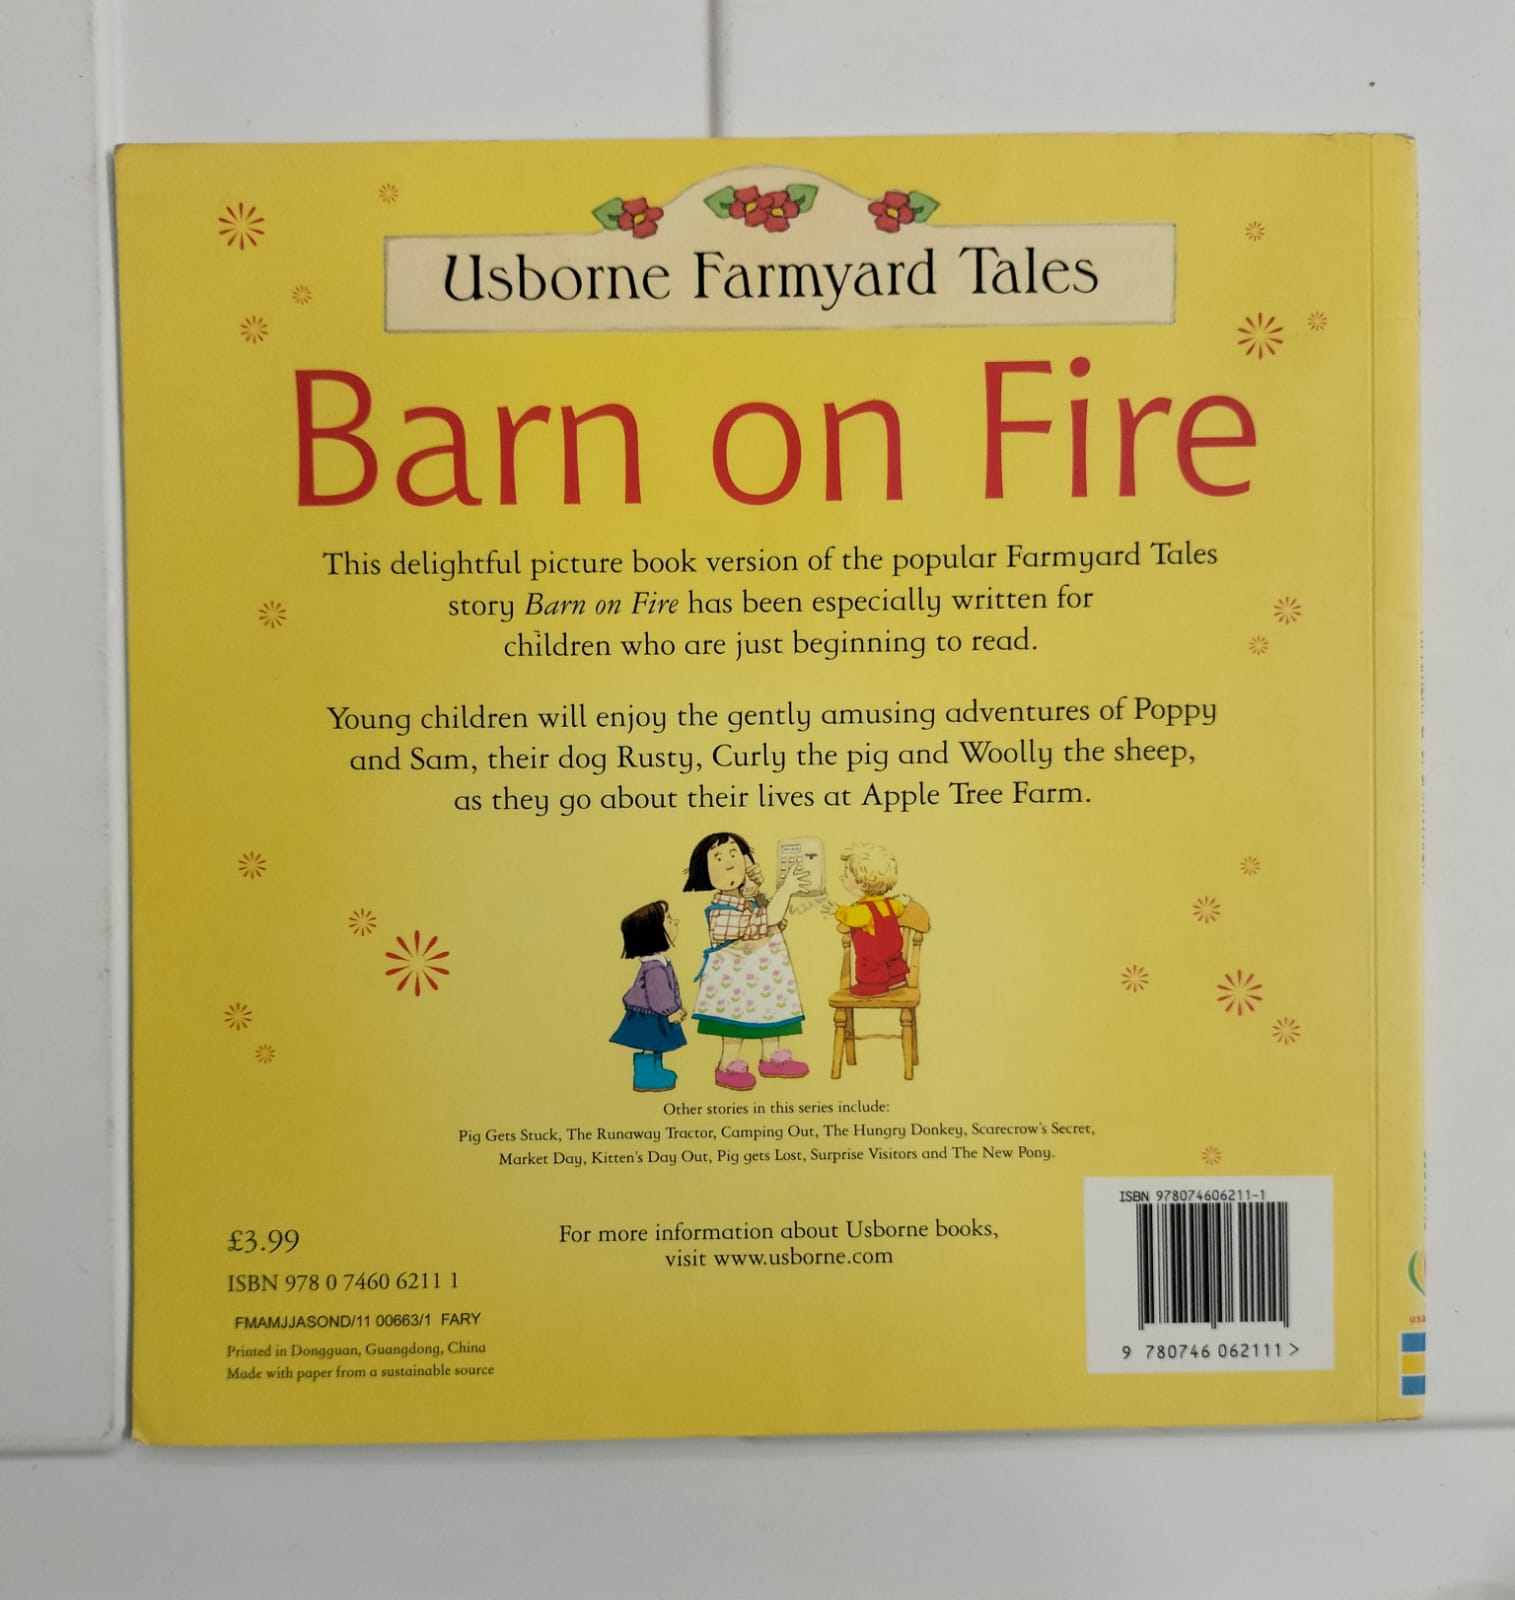 Usborne Farmyard Tales
Barn on Fire
This delightful picture book version of the popular Farmyard Tales
story Barn on Fire has been especially written for
children who are just beginning to read.
Young children will enjoy the gently amusing adventures of Poppy
and Sam, their dog Rusty, Curly the pig and Woolly the sheep,
as they go about their lives at Apple Tree Farm.
Other stories in this series include:
Pig Gets Stuck, The Runaway Tractor, Camping Out, The Hungry Donkey, Scarecrow's Secret,
Market Day, Kitten's Day Out, Pig gets Lost, Surprise Visitors and The New Pony.
£3.99
ISBN 978 0 7460 6211 1
FMAMJJASOND/11 00663/1 FARY
Printed in Dongguan, Guangdong, China
Made with paper from a sustainable source
For more information about Usborne books,
visit www.usborne.com
ISBN 978074606211-1
9 780746 062111 >